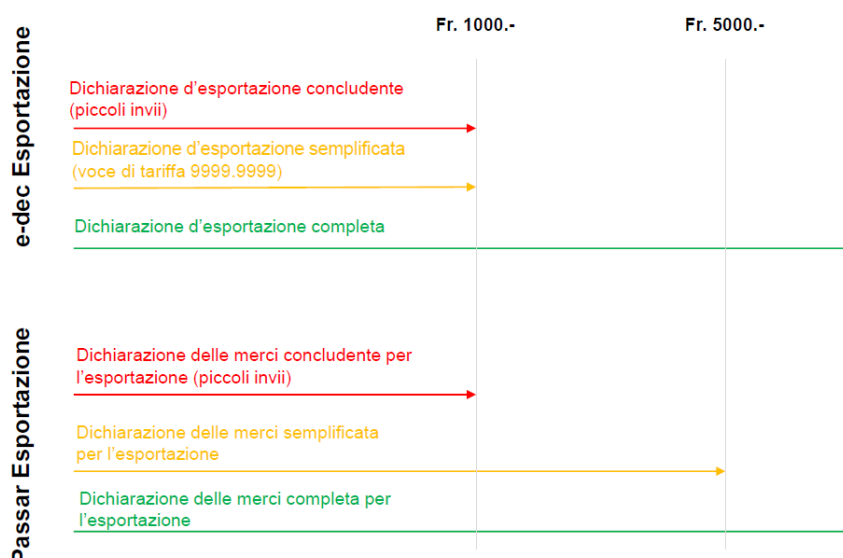 Fr. 1000.-
Fr. 5000.-
e-dec Esportazione
Dichiarazione d'esportazione concludente
(piccoli invii)
Dichiarazione d'esportazione semplificata
(voce di tariffa 9999.9999)
Dichiarazione d'esportazione completa
Passar Esportazione
Dichiarazione delle merci concludente per
l'esportazione (piccoli invii)
Dichiarazione delle merci semplificata
per l'esportazione
Dichiarazione delle merci completa per
l'esportazione